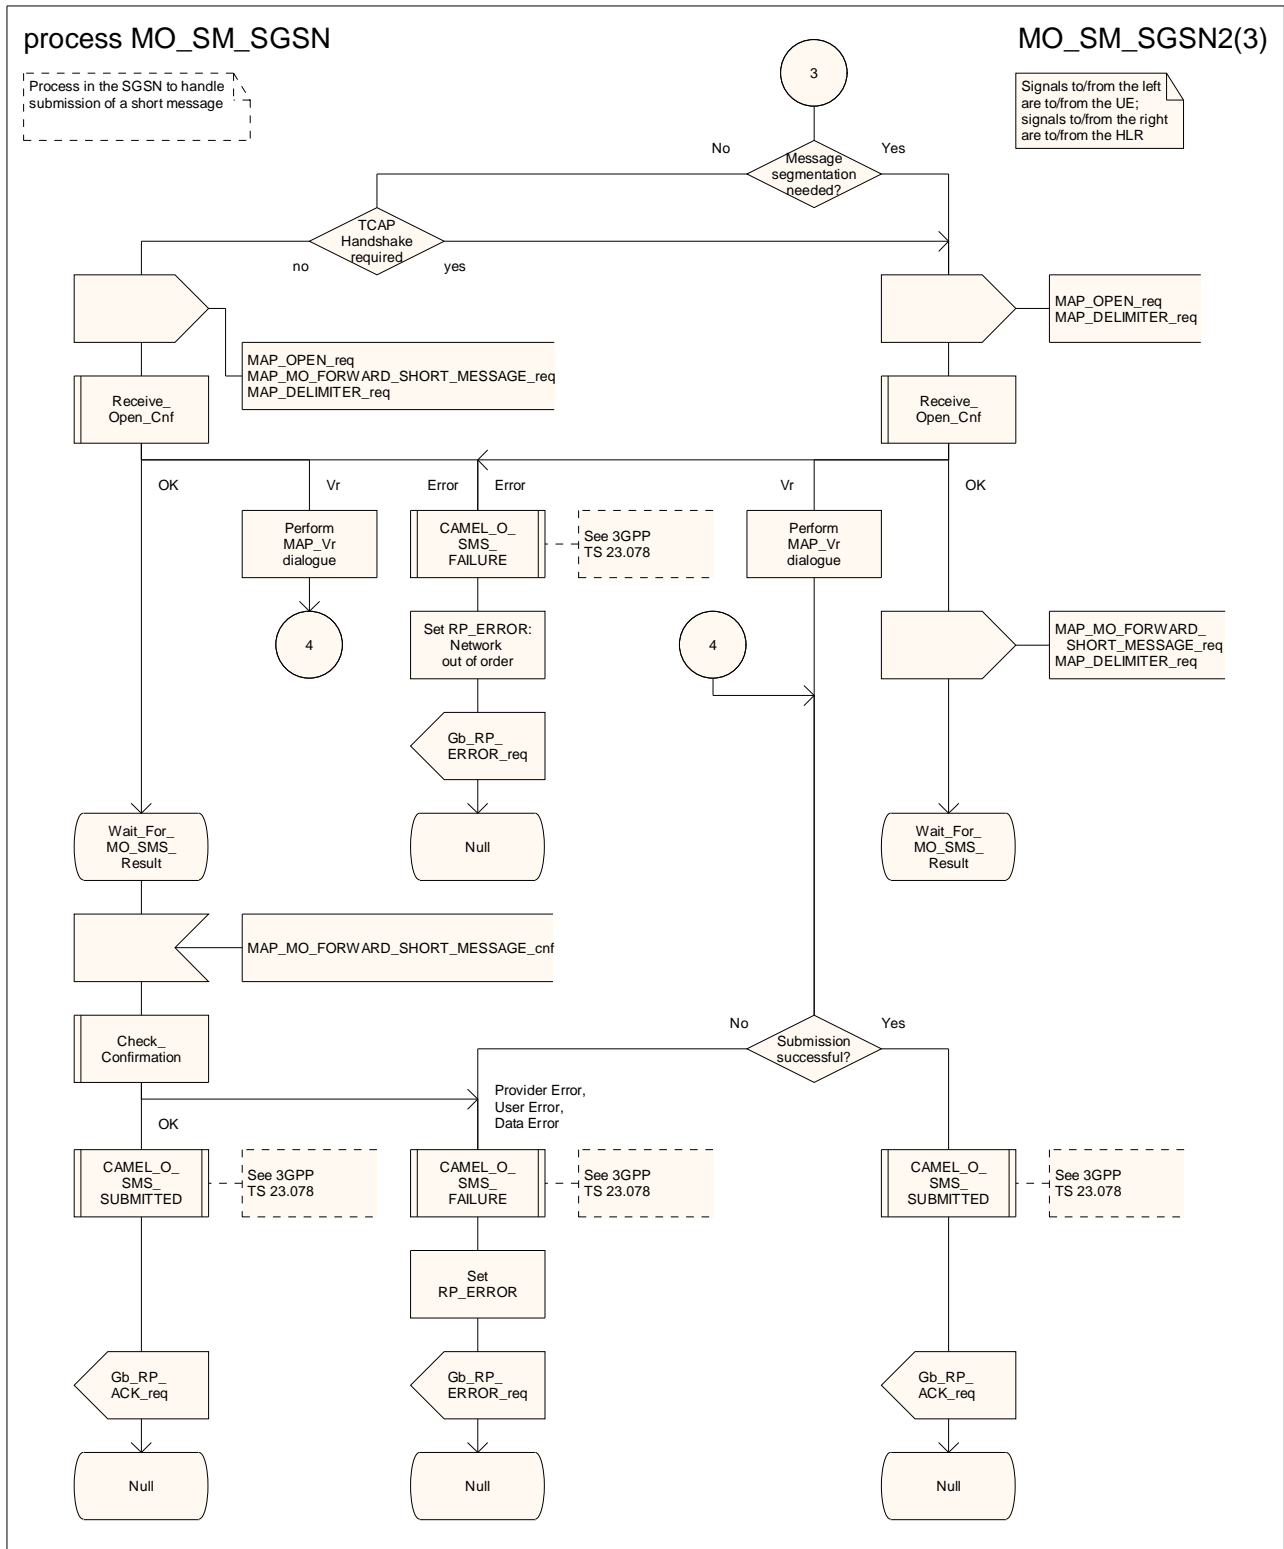 process MO_SM_SGSN
MO_SM_SGSN2(3)
Process in the SGSN to handle
submission of a short message
3
Signals to/from the left
are to/from the UE;
signals to/from the right
are to/from the HLR
No
Message
segmentation
needed?
Yes
TCAP
Handshake
required
no
yes
MAP_OPEN_req
MAP_DELIMITER_req
MAP_OPEN_req
MAP_MO_FORWARD_SHORT_MESSAGE_req
MAP_DELIMITER_req
Receive_
Open_Cnf
Receive_
Open_Cnf
OK
Vr
Error
Error
Vr
OK
Perform
MAP_Vr
dialogue
CAMEL_O_
SMS_
FAILURE
See 3GPP
TS 23.078
Perform
MAP_Vr
dialogue
4
Set RP_ERROR:
Network
out of order
4
MAP_MO_FORWARD_
SHORT_MESSAGE_req
MAP_DELIMITER_req
Gb_RP_
ERROR_req
Wait_For_
MO_SMS_
Result
Null
Wait_For_
MO_SMS_
Result
MAP_MO_FORWARD_SHORT_MESSAGE_cnf
Check_
Confirmation
No
Submission
successful?
Yes
OK
Provider Error,
User Error,
Data Error
CAMEL_O_
SMS_
SUBMITTED
See 3GPP
TS 23.078
CAMEL_O_
SMS_
FAILURE
See 3GPP
TS 23.078
CAMEL_O_
SMS_
SUBMITTED
See 3GPP
TS 23.078
Set
RP_ERROR
Gb_RP_
ACK_req
Gb_RP_
ERROR_req
Gb_RP_
ACK_req
Null
Null
Null